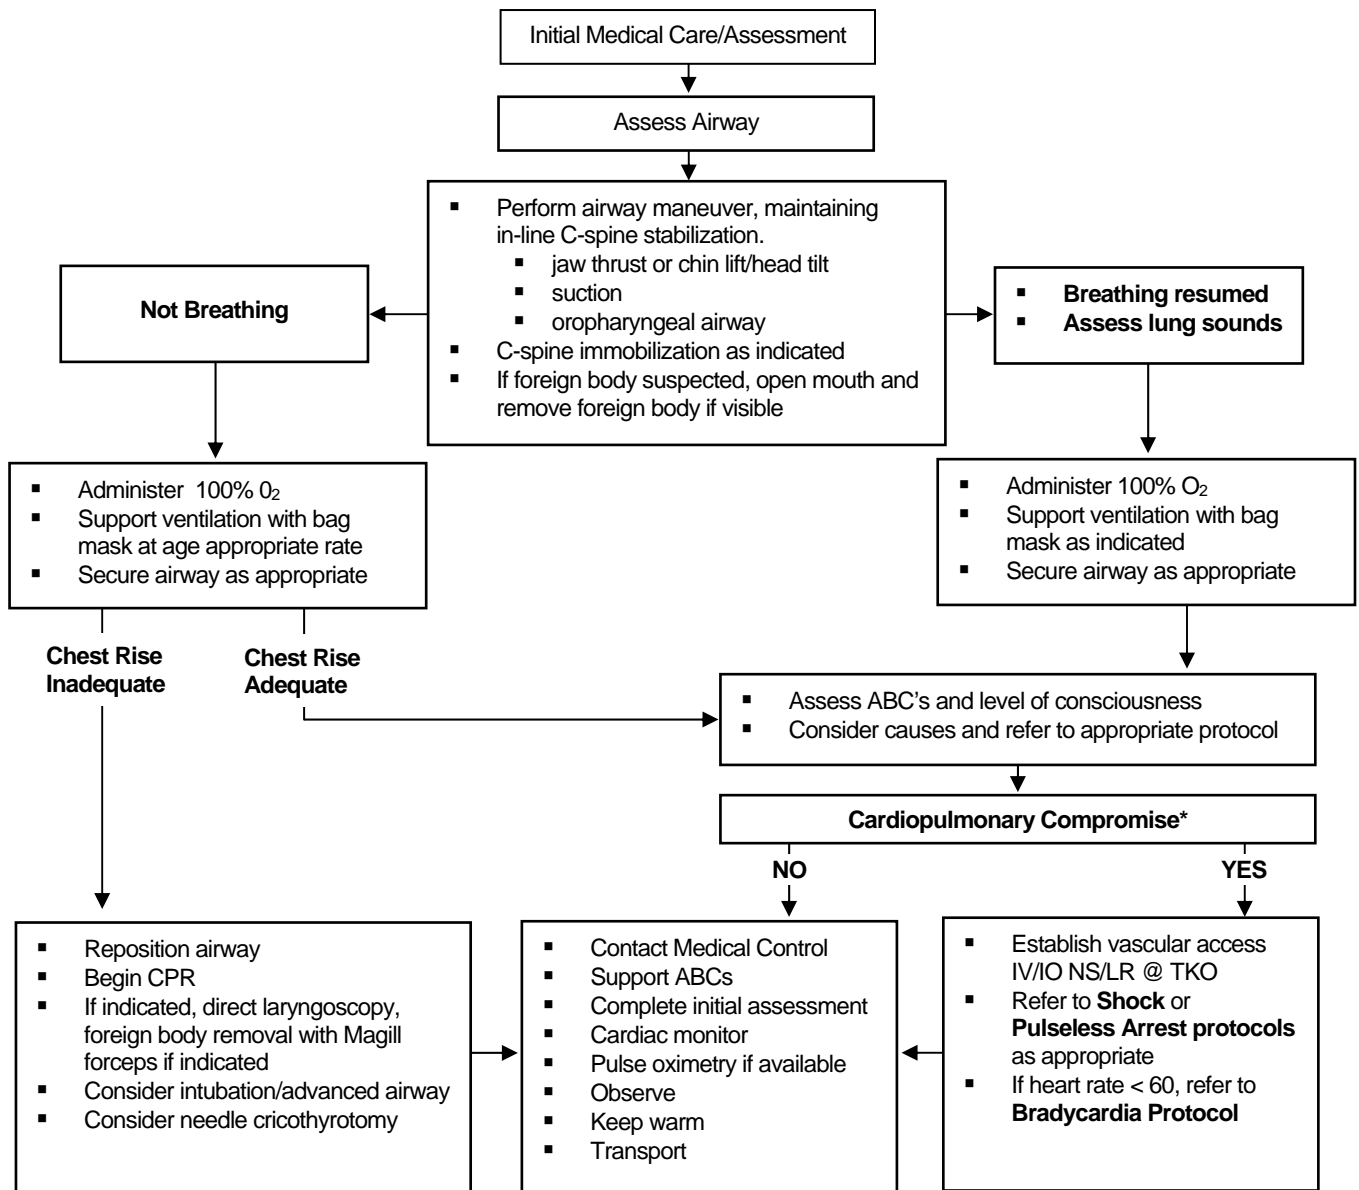 Initial Medical Care/Assessment
Assess Airway
▪ Perform airway maneuver, maintaining
in-line C-spine stabilization.
▪ jaw thrust or chin lift/head tilt
▪ suction
▪ oropharyngeal airway
▪ C-spine immobilization as indicated
▪ If foreign body suspected, open mouth and
remove foreign body if visible
Not Breathing
▪ Breathing resumed
▪ Assess lung sounds
▪ Administer 100% 0₂
▪ Support ventilation with bag
mask at age appropriate rate
▪ Secure airway as appropriate
▪ Administer 100% O₂
▪ Support ventilation with bag
mask as indicated
▪ Secure airway as appropriate
Chest Rise
Inadequate
Chest Rise
Adequate
▪ Assess ABC’s and level of consciousness
▪ Consider causes and refer to appropriate protocol
Cardiopulmonary Compromise*
NO
YES
▪ Reposition airway
▪ Begin CPR
▪ If indicated, direct laryngoscopy,
foreign body removal with Magill
forceps if indicated
▪ Consider intubation/advanced airway
▪ Consider needle cricothyrotomy
▪ Contact Medical Control
▪ Support ABCs
▪ Complete initial assessment
▪ Cardiac monitor
▪ Pulse oximetry if available
▪ Observe
▪ Keep warm
▪ Transport
▪ Establish vascular access
IV/IO NS/LR @ TKO
▪ Refer to Shock or
Pulseless Arrest protocols
as appropriate
▪ If heart rate < 60, refer to
Bradycardia Protocol